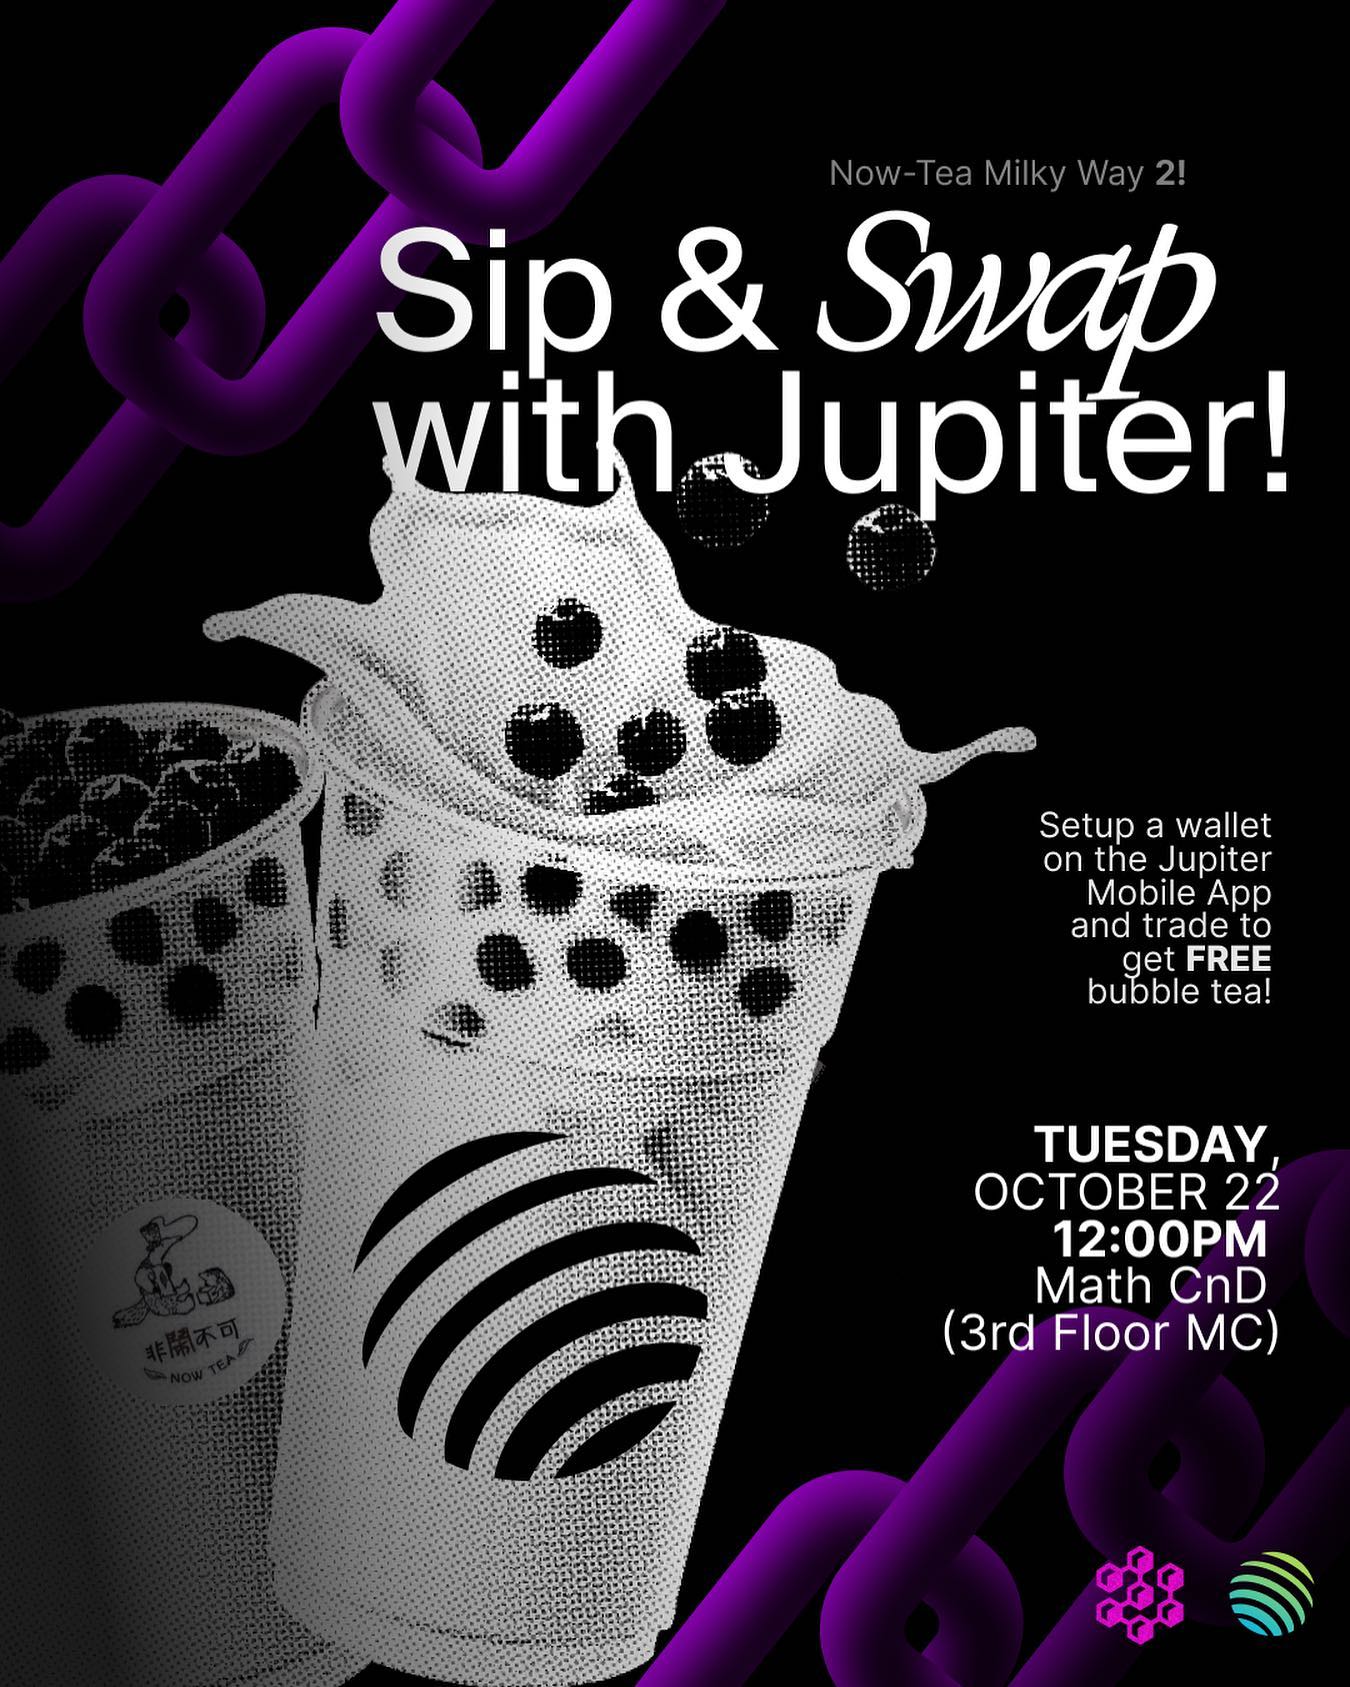 Now-Tea Milky Way 2!
Sip & Swap
with Jupiter!
Setup a wallet
on the Jupiter
Mobile App
and trade to
get FREE
bubble tea!
TUESDAY,
OCTOBER 22
12:00PM
Math CnD
(3rd Floor MC)
非鬧不可
NOW TEA